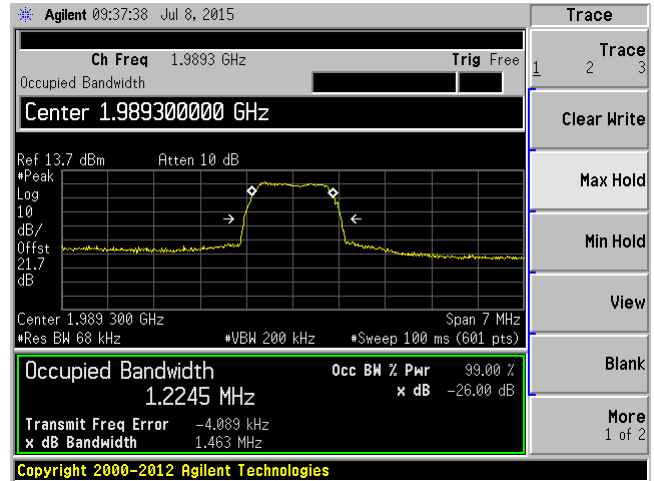 Agilent 09:37:38 Jul 8, 2015
Trace
Ch Freq 1.9893 GHz Trig Free
Occupied Bandwidth
Center 1.989300000 GHz
Ref 13.7 dBm Atten 10 dB
#Peak
Log
10
dB/
Offst
21.7
dB
Center 1.989 300 GHz Span 7 MHz
#Res BW 68 kHz #VBW 200 kHz #Sweep 100 ms (601 pts)
Occupied Bandwidth Occ BW % Pwr 99.00 %
1.2245 MHz x dB -26.00 dB
Transmit Freq Error -4.089 kHz
x dB Bandwidth 1.463 MHz
Copyright 2000-2012 Agilent Technologies
Trace
1 2 3
Clear Write
Max Hold
Min Hold
View
Blank
More
1 of 2